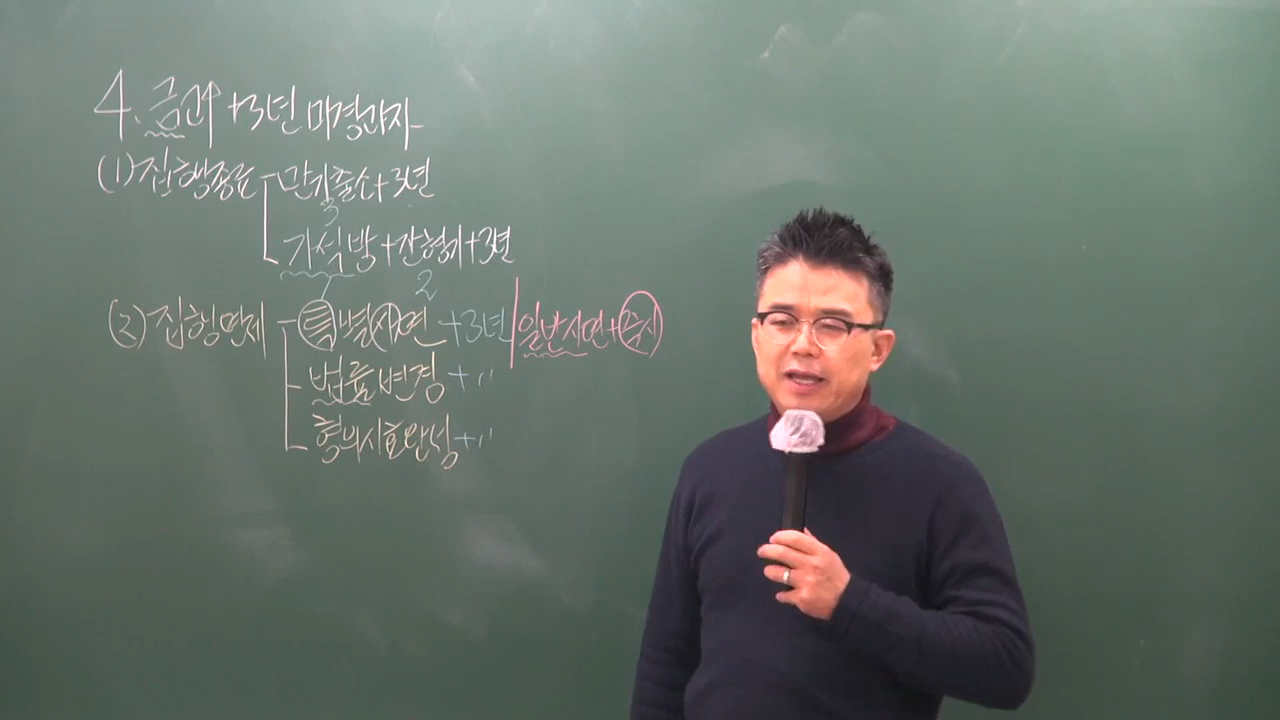 4. 금고↑ +3년 미경과자
(1) 집행종료 만기출소+3년
3
가석방+잔형기+3년
2
(2) 집행면제 특별사면 +3년 일반사면+즉시
법률변경 + 〃
형의시효완성 + 〃